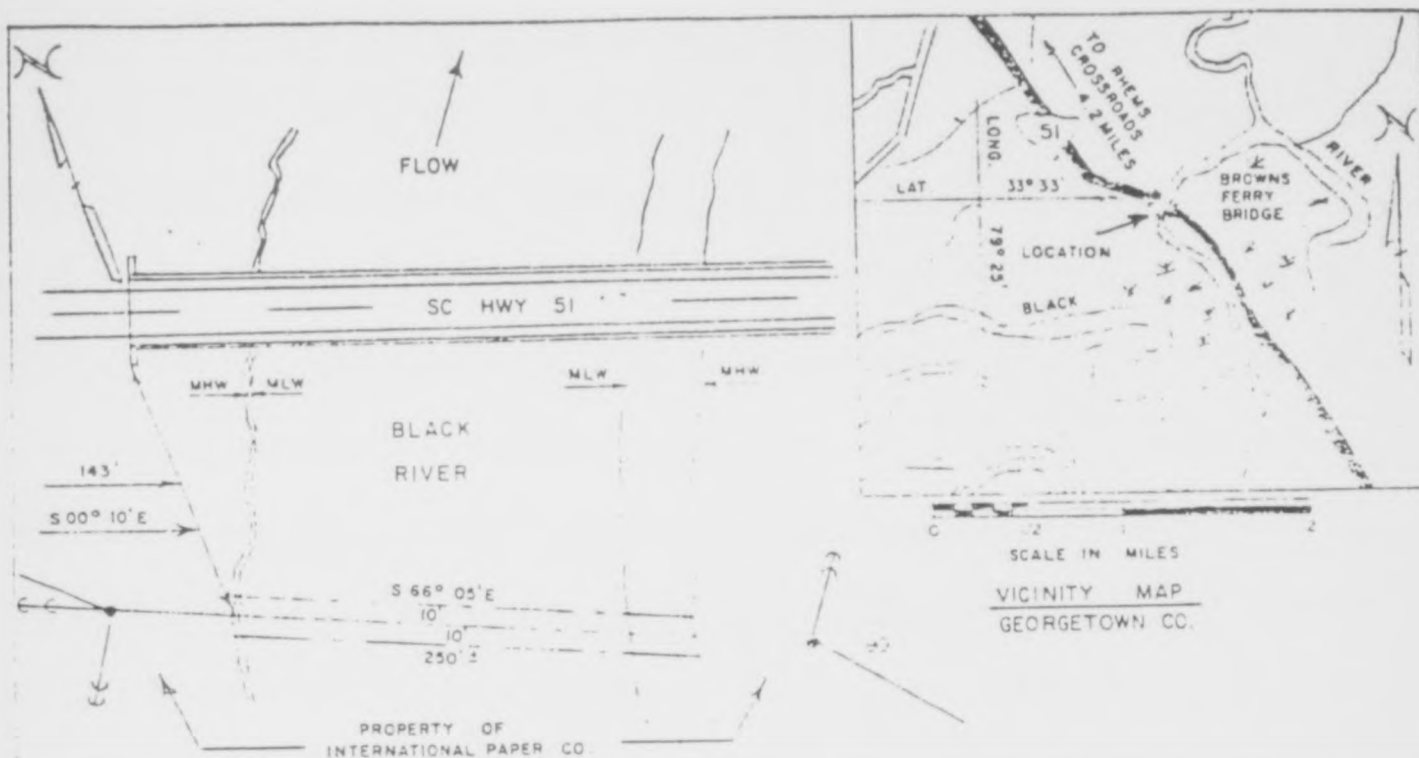 N
FLOW
SC HWY 51
MHW MLW
MLW MHW
BLACK
RIVER
143'
S 00° 10' E
S 66° 05' E
10'
10'
250' ±
PROPERTY OF
INTERNATIONAL PAPER CO.
TO RHEMS
CROSSROADS
4.2 MILES
51
N
LONG.
79° 25'
LAT. 33° 33'
RIVER
BROWNS
FERRY
BRIDGE
LOCATION
BLACK
0 1/2 1 2
SCALE IN MILES
VICINITY MAP
GEORGETOWN CO.